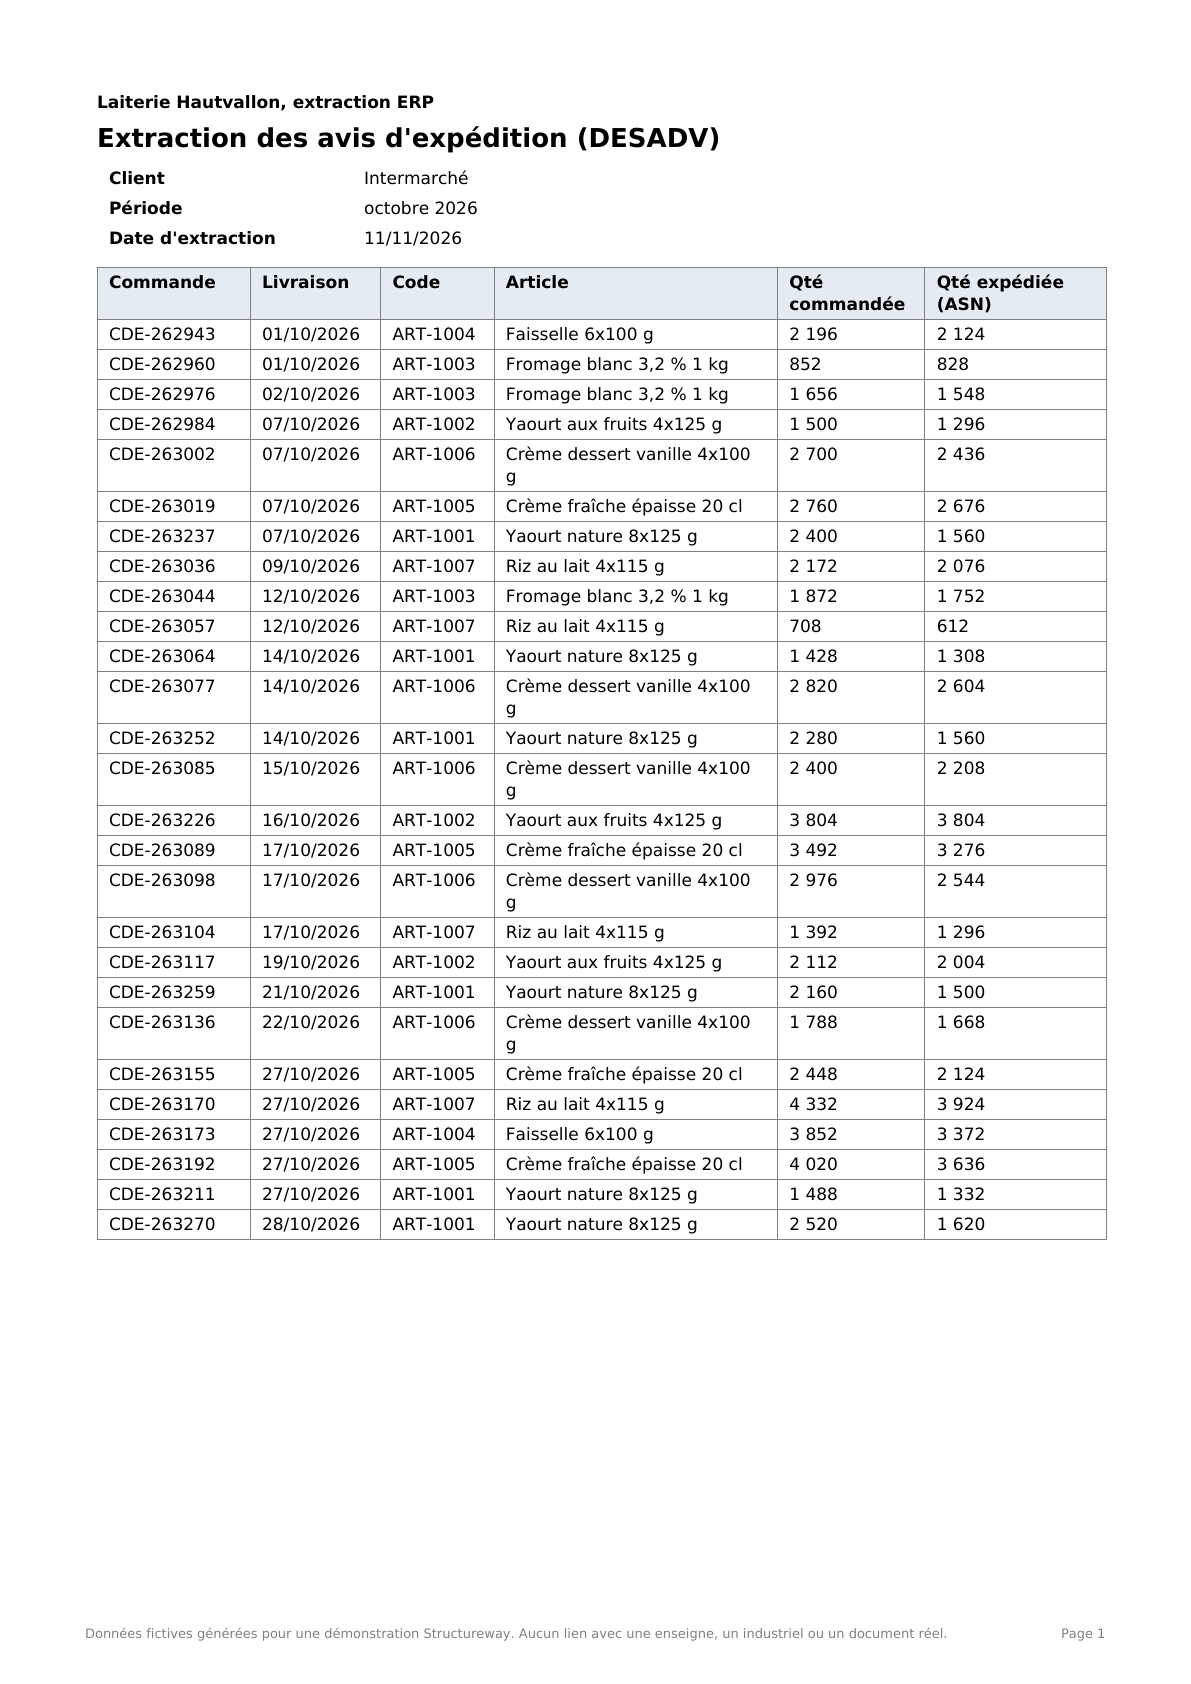 Laiterie Hautvallon, extraction ERP
Extraction des avis d'expédition (DESADV)
Client Intermarché
Période octobre 2026
Date d'extraction 11/11/2026
Commande Livraison Code Article Qté commandée Qté expédiée (ASN)
CDE-262943 01/10/2026 ART-1004 Faisselle 6x100 g 2 196 2 124
CDE-262960 01/10/2026 ART-1003 Fromage blanc 3,2 % 1 kg 852 828
CDE-262976 02/10/2026 ART-1003 Fromage blanc 3,2 % 1 kg 1 656 1 548
CDE-262984 07/10/2026 ART-1002 Yaourt aux fruits 4x125 g 1 500 1 296
CDE-263002 07/10/2026 ART-1006 Crème dessert vanille 4x100 g 2 700 2 436
CDE-263019 07/10/2026 ART-1005 Crème fraîche épaisse 20 cl 2 760 2 676
CDE-263237 07/10/2026 ART-1001 Yaourt nature 8x125 g 2 400 1 560
CDE-263036 09/10/2026 ART-1007 Riz au lait 4x115 g 2 172 2 076
CDE-263044 12/10/2026 ART-1003 Fromage blanc 3,2 % 1 kg 1 872 1 752
CDE-263057 12/10/2026 ART-1007 Riz au lait 4x115 g 708 612
CDE-263064 14/10/2026 ART-1001 Yaourt nature 8x125 g 1 428 1 308
CDE-263077 14/10/2026 ART-1006 Crème dessert vanille 4x100 g 2 820 2 604
CDE-263252 14/10/2026 ART-1001 Yaourt nature 8x125 g 2 280 1 560
CDE-263085 15/10/2026 ART-1006 Crème dessert vanille 4x100 g 2 400 2 208
CDE-263226 16/10/2026 ART-1002 Yaourt aux fruits 4x125 g 3 804 3 804
CDE-263089 17/10/2026 ART-1005 Crème fraîche épaisse 20 cl 3 492 3 276
CDE-263098 17/10/2026 ART-1006 Crème dessert vanille 4x100 g 2 976 2 544
CDE-263104 17/10/2026 ART-1007 Riz au lait 4x115 g 1 392 1 296
CDE-263117 19/10/2026 ART-1002 Yaourt aux fruits 4x125 g 2 112 2 004
CDE-263259 21/10/2026 ART-1001 Yaourt nature 8x125 g 2 160 1 500
CDE-263136 22/10/2026 ART-1006 Crème dessert vanille 4x100 g 1 788 1 668
CDE-263155 27/10/2026 ART-1005 Crème fraîche épaisse 20 cl 2 448 2 124
CDE-263170 27/10/2026 ART-1007 Riz au lait 4x115 g 4 332 3 924
CDE-263173 27/10/2026 ART-1004 Faisselle 6x100 g 3 852 3 372
CDE-263192 27/10/2026 ART-1005 Crème fraîche épaisse 20 cl 4 020 3 636
CDE-263211 27/10/2026 ART-1001 Yaourt nature 8x125 g 1 488 1 332
CDE-263270 28/10/2026 ART-1001 Yaourt nature 8x125 g 2 520 1 620
Données fictives générées pour une démonstration Structureway. Aucun lien avec une enseigne, un industriel ou un document réel. Page 1